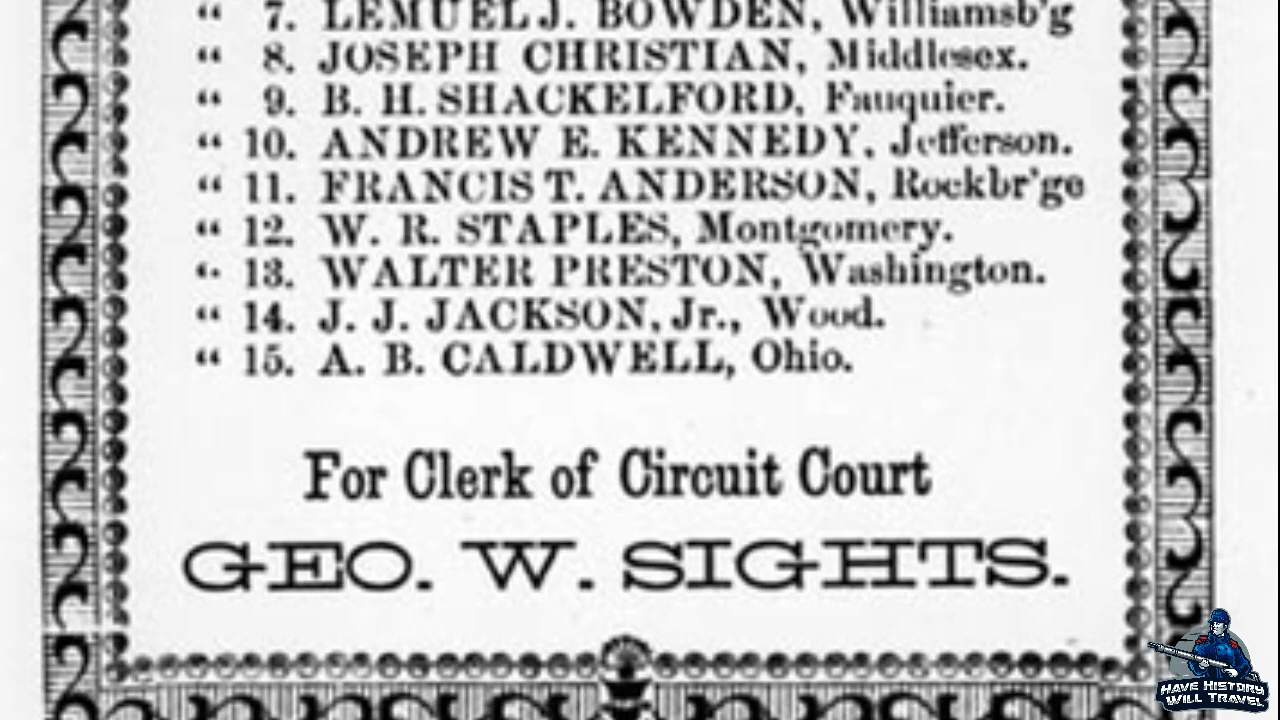 “ 7. LEMUEL J. BOWDEN, Williamsb'g
“ 8. JOSEPH CHRISTIAN, Middlesex.
“ 9. B. H. SHACKELFORD, Fauquier.
“ 10. ANDREW E. KENNEDY, Jefferson.
“ 11. FRANCIS T. ANDERSON, Rockbr'ge
“ 12. W. R. STAPLES, Montgomery.
“ 13. WALTER PRESTON, Washington.
“ 14. J. J. JACKSON, Jr., Wood.
“ 15. A. B. CALDWELL, Ohio.
For Clerk of Circuit Court
GEO. W. SIGHTS.
HAVE HISTORY
WILL TRAVEL